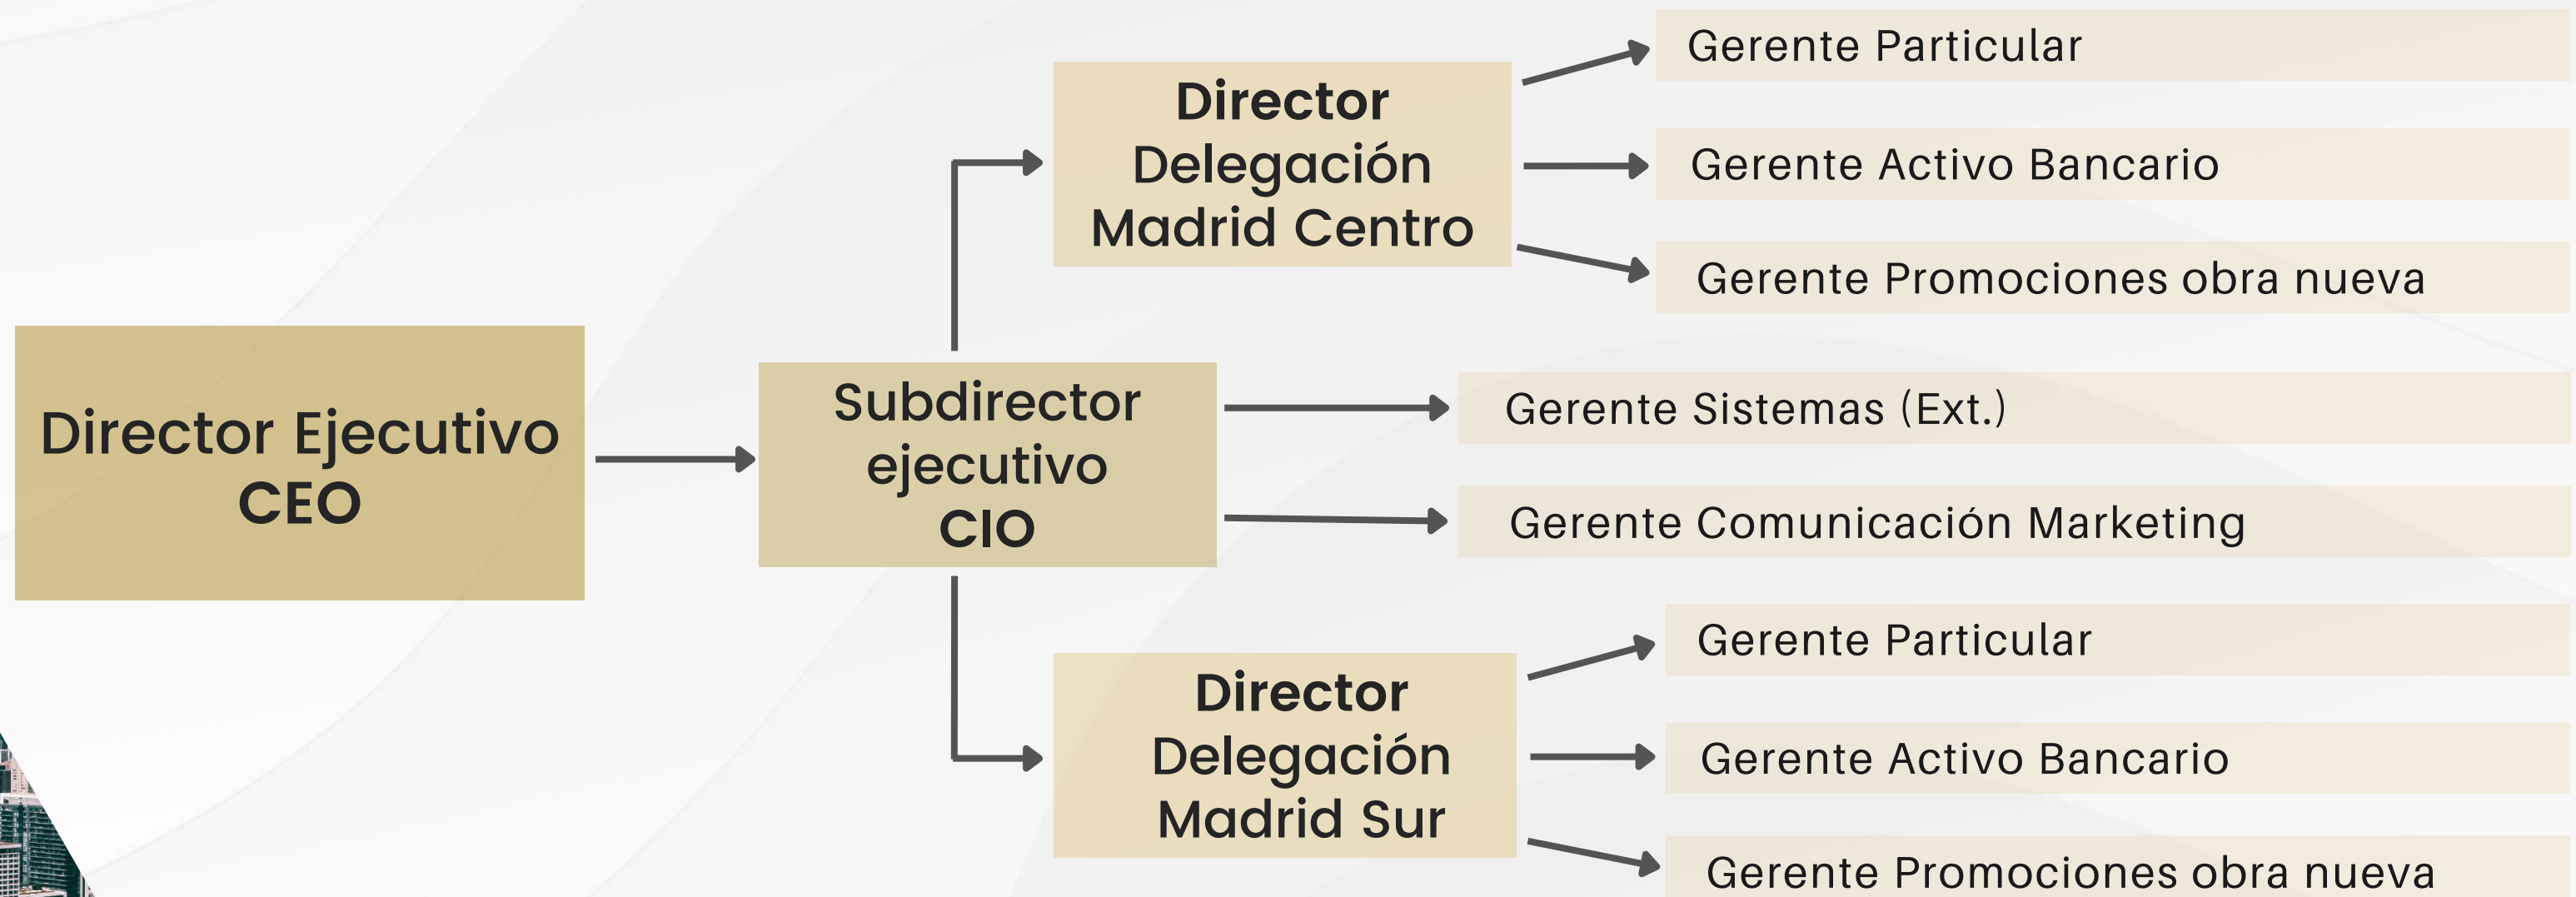 Director Ejecutivo
CEO
Subdirector
ejecutivo
CIO
Director
Delegación
Madrid Centro
Gerente Particular
Gerente Activo Bancario
Gerente Promociones obra nueva
Gerente Sistemas (Ext.)
Gerente Comunicación Marketing
Director
Delegación
Madrid Sur
Gerente Particular
Gerente Activo Bancario
Gerente Promociones obra nueva